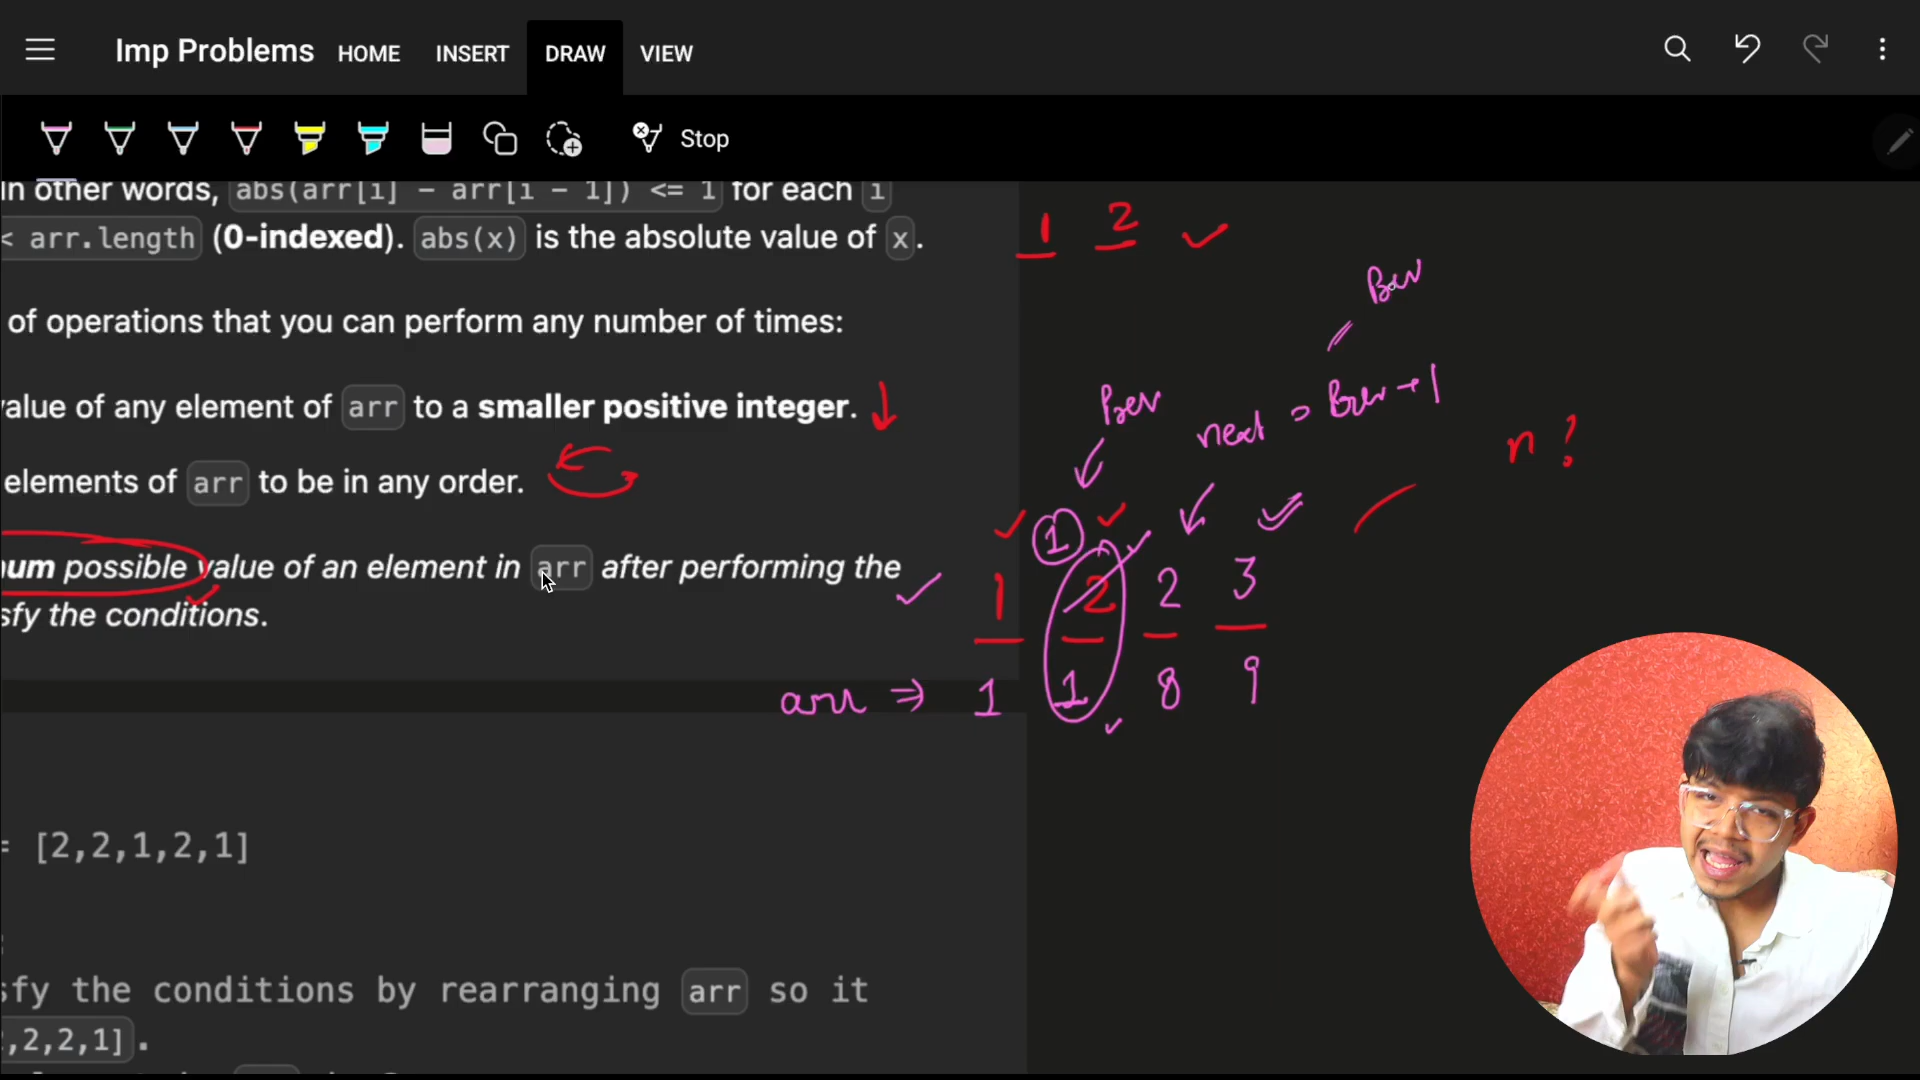 Imp Problems HOME INSERT DRAW VIEW
Stop
in other words, abs(arr[i] - arr[i - 1]) <= 1 for each i
< arr.length (0-indexed). abs(x) is the absolute value of x.
of operations that you can perform any number of times:
value of any element of arr to a smaller positive integer.
elements of arr to be in any order.
um possible value of an element in arr after performing the
sfy the conditions.
= [2,2,1,2,1]
sfy the conditions by rearranging arr so it
,2,2,1].
1 2
Prev
Prev
next = Prev+1
n ?
1
1 2 2 3
arr ⇒ 1 1 8 9